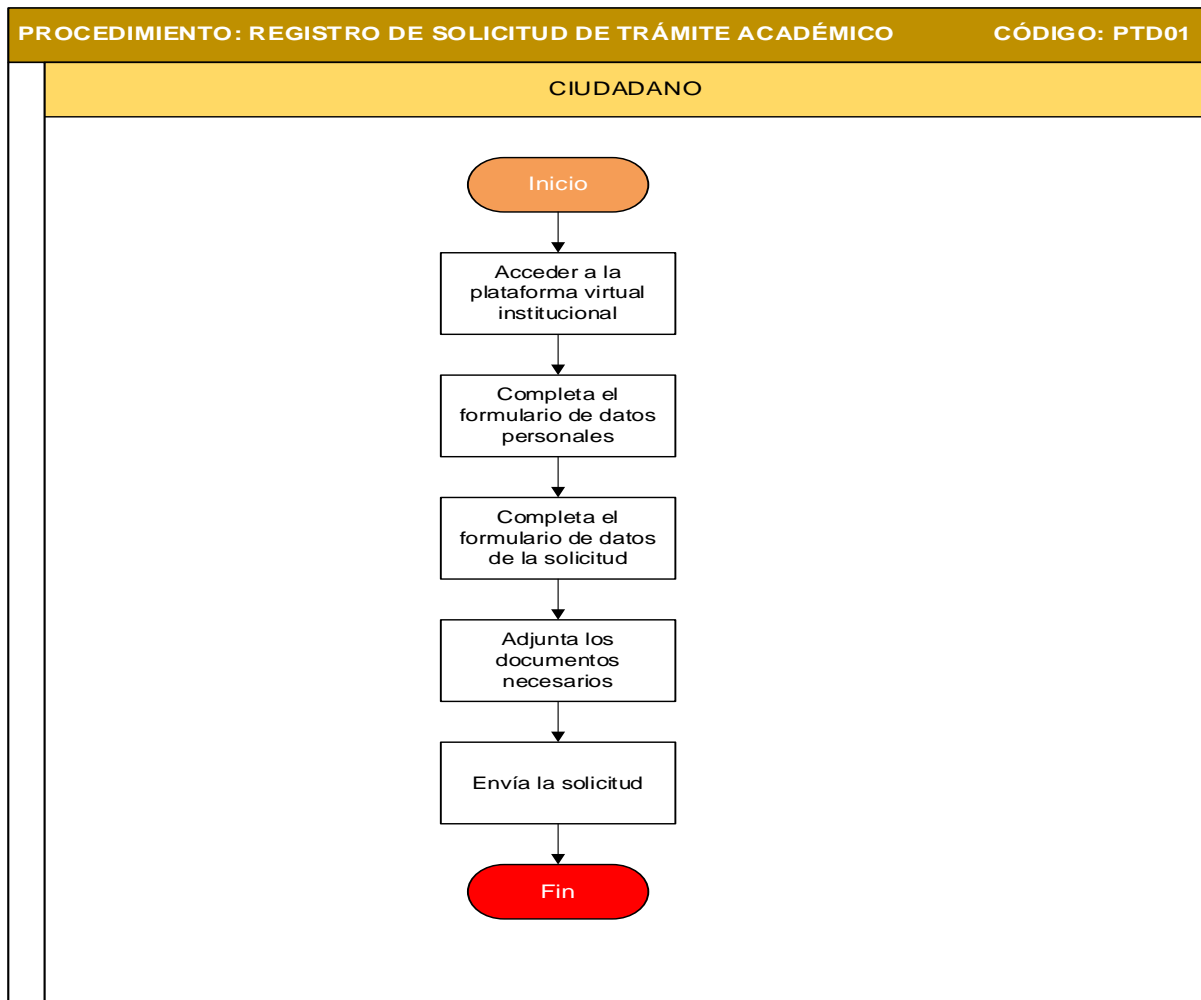 PROCEDIMIENTO: REGISTRO DE SOLICITUD DE TRÁMITE ACADÉMICO CÓDIGO: PTD01
CIUDADANO
Inicio
Acceder a la
plataforma virtual
institucional
Completa el
formulario de datos
personales
Completa el
formulario de datos
de la solicitud
Adjunta los
documentos
necesarios
Envía la solicitud
Fin